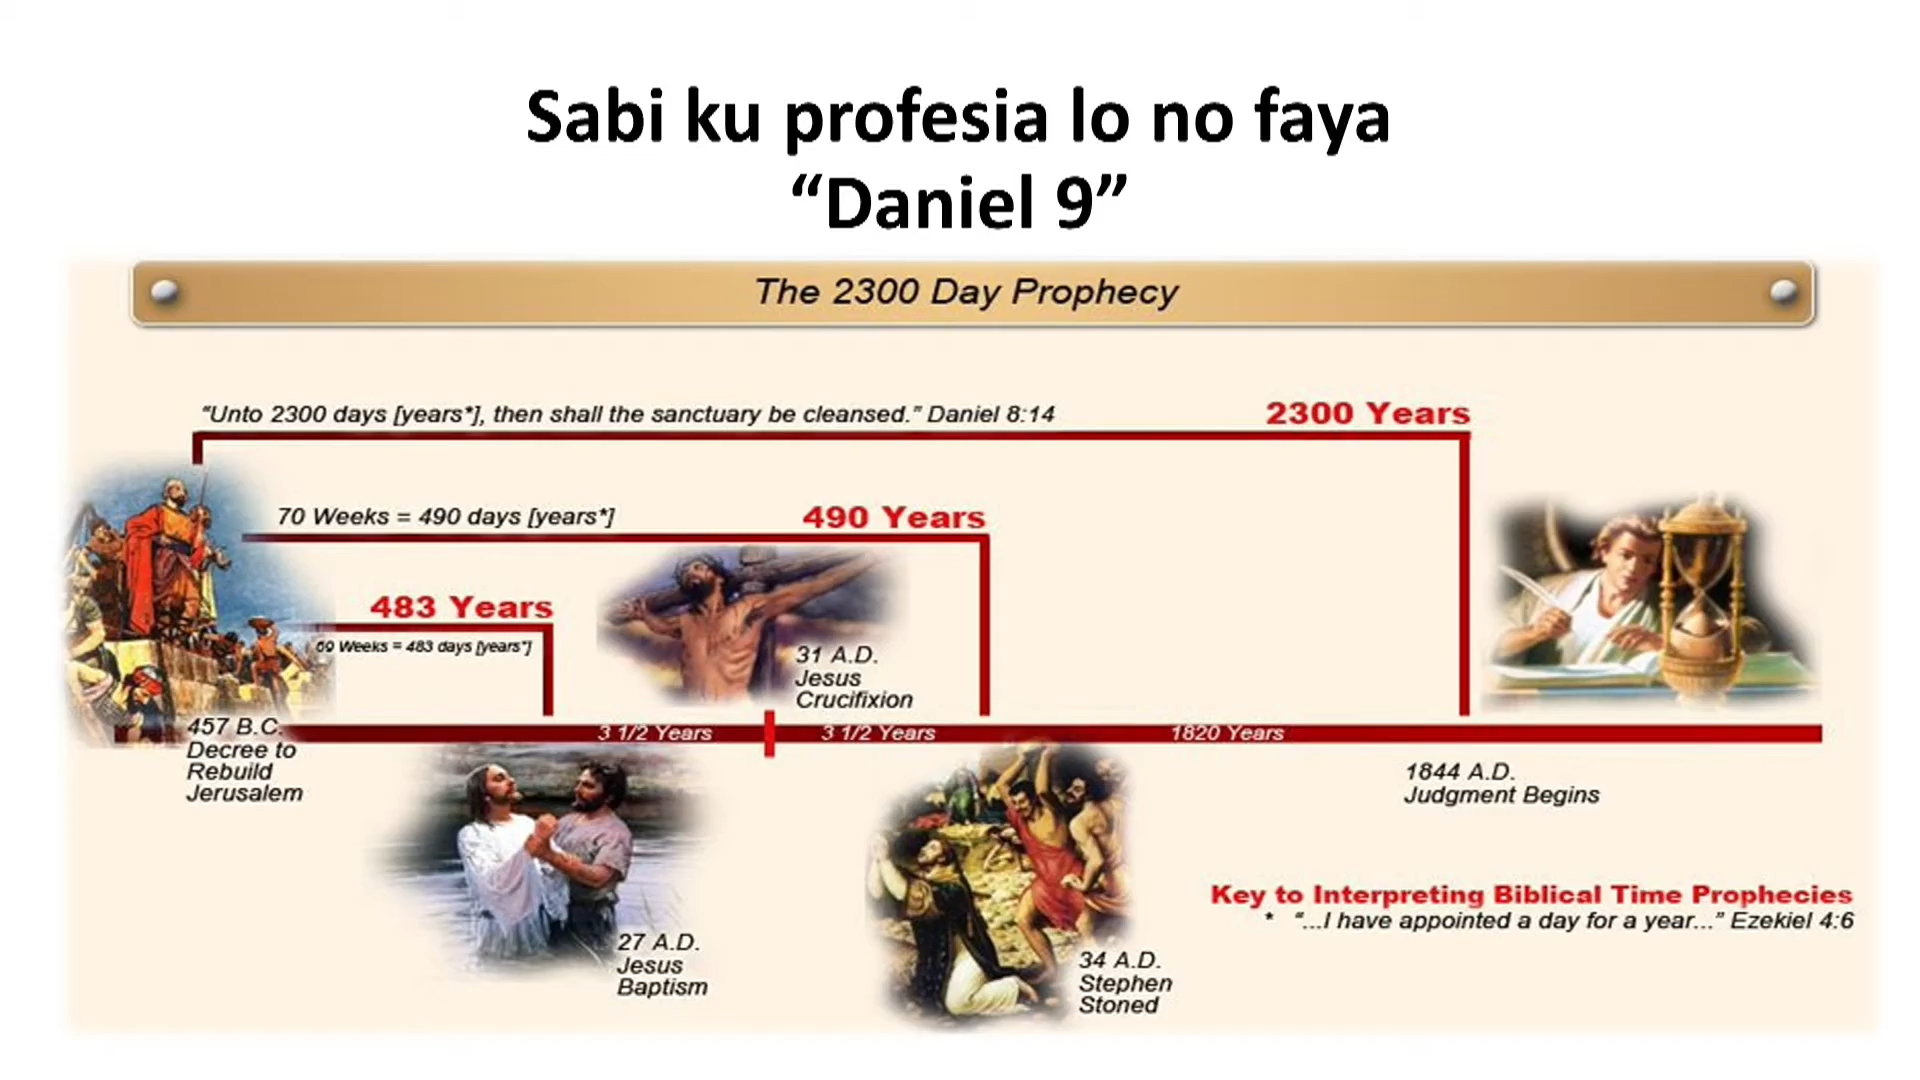 Sabi ku profesia lo no faya
“Daniel 9”
The 2300 Day Prophecy
“Unto 2300 days [years*], then shall the sanctuary be cleansed.” Daniel 8:14
2300 Years
70 Weeks = 490 days [years*]
490 Years
483 Years
69 Weeks = 483 days [years*]
31 A.D.
Jesus
Crucifixion
457 B.C.
Decree to
Rebuild
Jerusalem
3 1/2 Years
3 1/2 Years
1820 Years
1844 A.D.
Judgment Begins
27 A.D.
Jesus
Baptism
34 A.D.
Stephen
Stoned
Key to Interpreting Biblical Time Prophecies
* “...I have appointed a day for a year...” Ezekiel 4:6